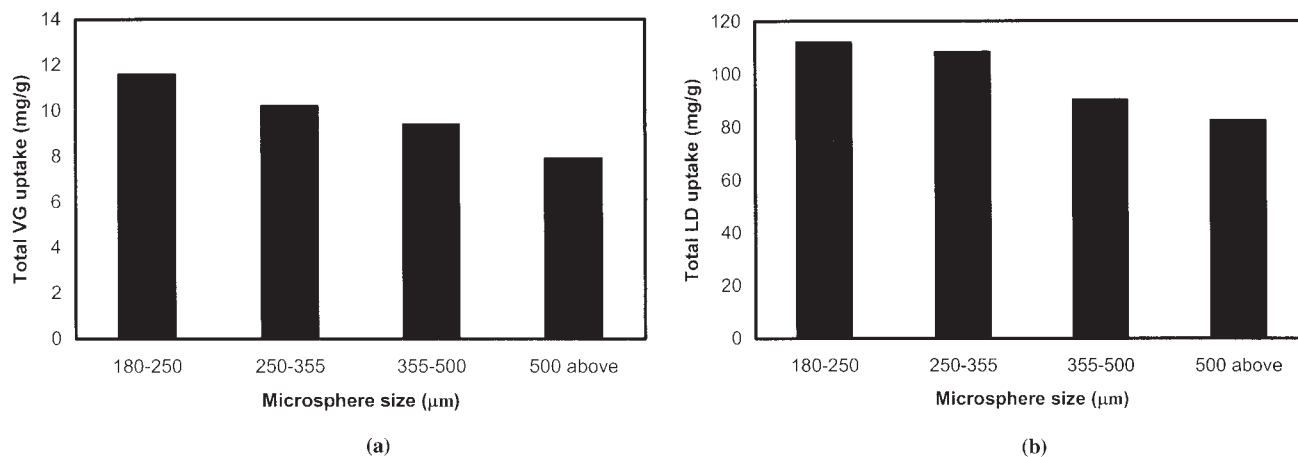 14
12
10
8
6
4
2
0
Total VG uptake (mg/g)
180-250 250-355 355-500 500 above
Microsphere size (μm)
(a)
120
100
80
60
40
20
0
Total LD uptake (mg/g)
180-250 250-355 355-500 500 above
Microsphere size (μm)
(b)